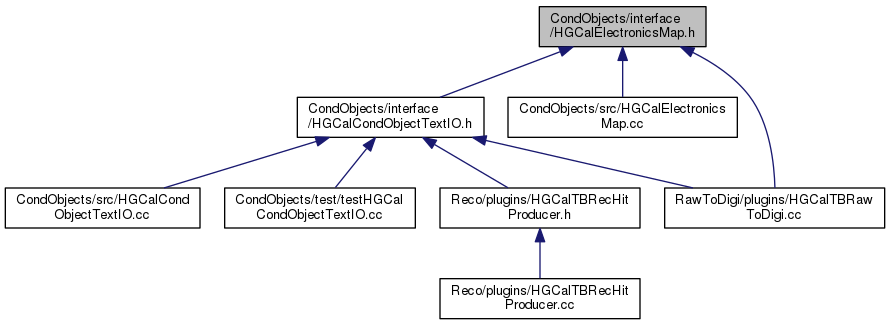 CondObjects/interface
/HGCalElectronicsMap.h
CondObjects/interface
/HGCalCondObjectTextIO.h
CondObjects/src/HGCalElectronics
Map.cc
CondObjects/src/HGCalCond
ObjectTextIO.cc
CondObjects/test/testHGCal
CondObjectTextIO.cc
Reco/plugins/HGCalTBRecHit
Producer.h
RawToDigi/plugins/HGCalTBRaw
ToDigi.cc
Reco/plugins/HGCalTBRecHit
Producer.cc